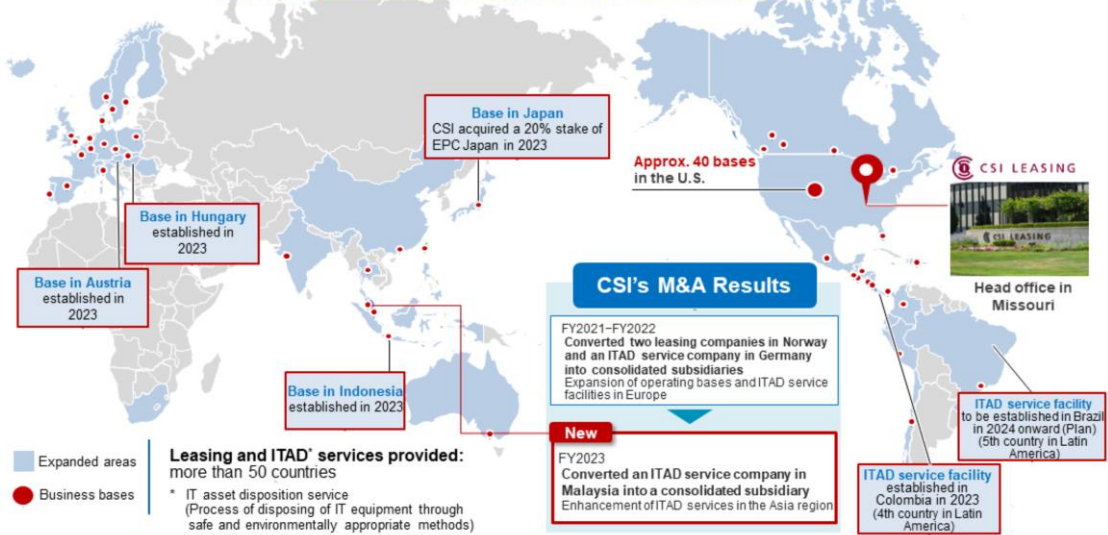 Base in Japan
CSI acquired a 20% stake of
EPC Japan in 2023
Approx. 40 bases
in the U.S.
CSI LEASING
CSI LEASING
Head office in
Missouri
Base in Hungary
established in
2023
Base in Austria
established in
2023
Base in Indonesia
established in 2023
CSI's M&A Results
FY2021−FY2022
Converted two leasing companies in Norway
and an ITAD service company in Germany
into consolidated subsidiaries
Expansion of operating bases and ITAD service
facilities in Europe
New
FY2023
Converted an ITAD service company in
Malaysia into a consolidated subsidiary
Enhancement of ITAD services in the Asia region
ITAD service facility
to be established in Brazil
in 2024 onward (Plan)
(5th country in Latin
America)
ITAD service facility
established in
Colombia in 2023
(4th country in Latin
America)
Expanded areas
Business bases
Leasing and ITAD* services provided:
more than 50 countries
* IT asset disposition service
(Process of disposing of IT equipment through
safe and environmentally appropriate methods)